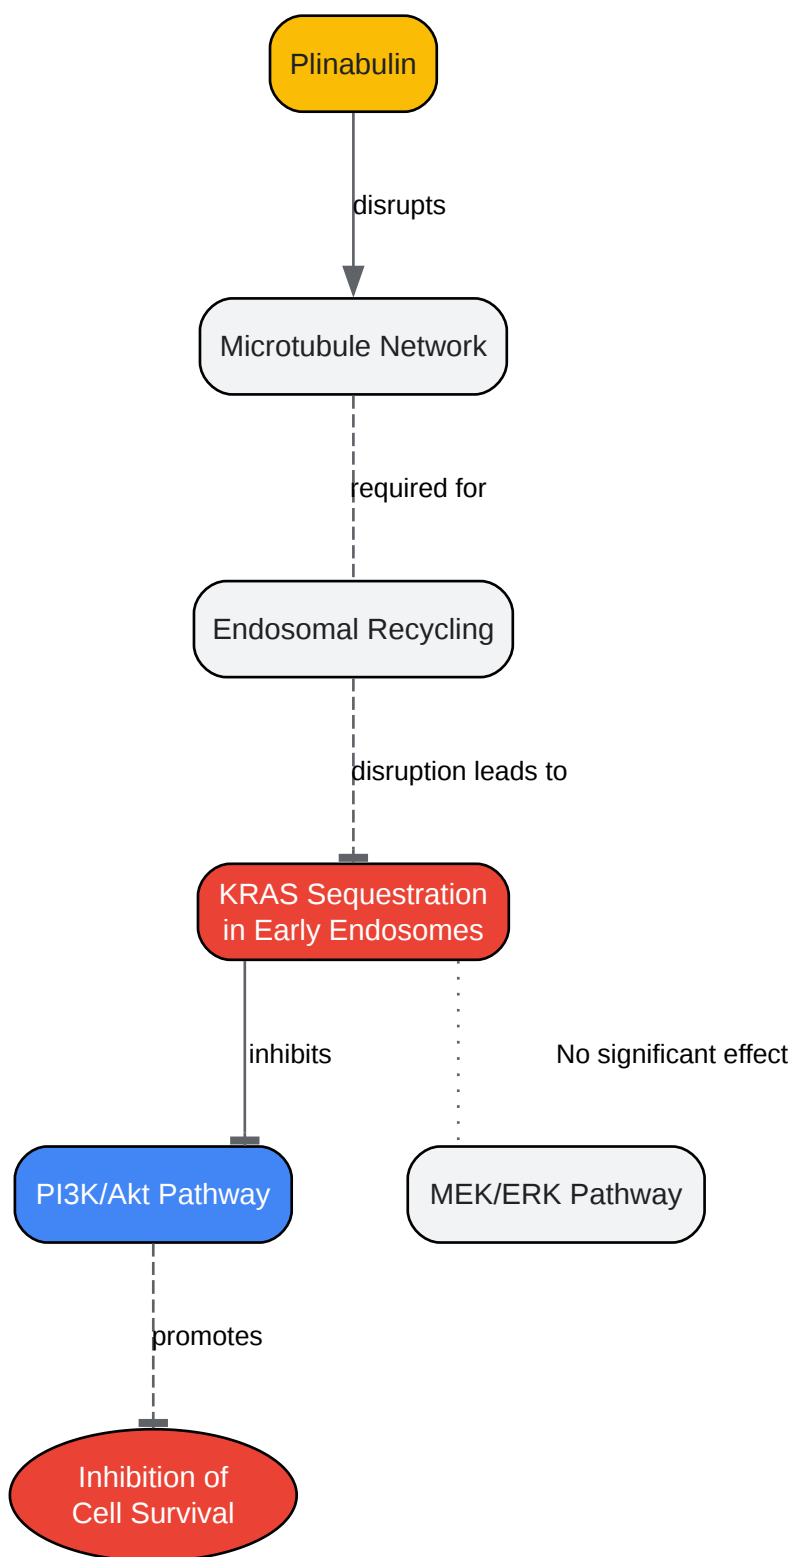 Plinabulin
disrupts
Microtubule Network
required for
Endosomal Recycling
disruption leads to
KRAS Sequestration
in Early Endosomes
inhibits
No significant effect
PI3K/Akt Pathway
MEK/ERK Pathway
promotes
Inhibition of
Cell Survival